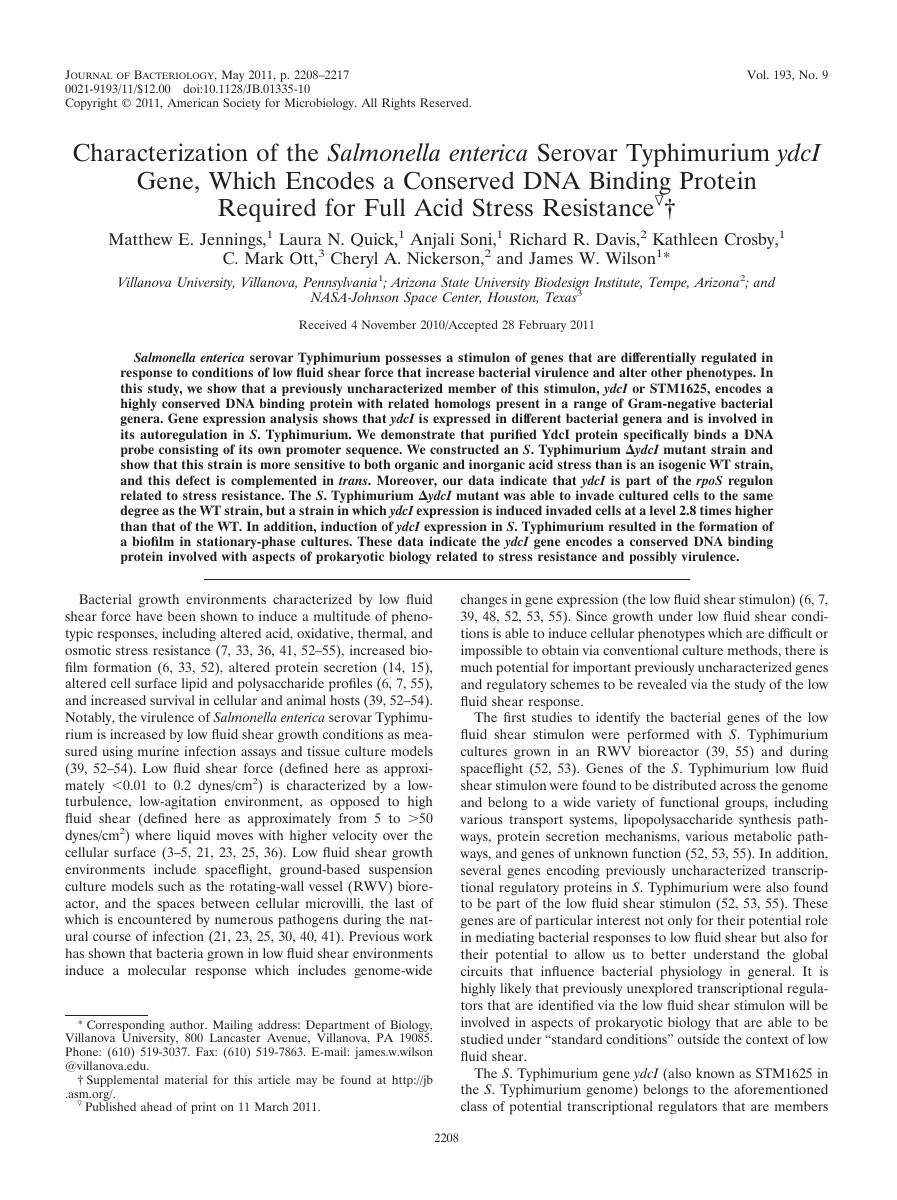 JOURNAL OF BACTERIOLOGY, May 2011, p. 2208–2217
Vol. 193, No. 9
0021-9193/11/$12.00 doi:10.1128/JB.01335-10
Copyright © 2011, American Society for Microbiology. All Rights Reserved.
Characterization of the Salmonella enterica Serovar Typhimurium ydcI
Gene, Which Encodes a Conserved DNA Binding Protein
Required for Full Acid Stress Resistance▿†
Matthew E. Jennings,1 Laura N. Quick,1 Anjali Soni,1 Richard R. Davis,2 Kathleen Crosby,1
C. Mark Ott,3 Cheryl A. Nickerson,2 and James W. Wilson1*
Villanova University, Villanova, Pennsylvania1; Arizona State University Biodesign Institute, Tempe, Arizona2; and
NASA-Johnson Space Center, Houston, Texas3
Received 4 November 2010/Accepted 28 February 2011
Salmonella enterica serovar Typhimurium possesses a stimulon of genes that are differentially regulated in
response to conditions of low fluid shear force that increase bacterial virulence and alter other phenotypes. In
this study, we show that a previously uncharacterized member of this stimulon, ydcI or STM1625, encodes a
highly conserved DNA binding protein with related homologs present in a range of Gram-negative bacterial
genera. Gene expression analysis shows that ydcI is expressed in different bacterial genera and is involved in
its autoregulation in S. Typhimurium. We demonstrate that purified YdcI protein specifically binds a DNA
probe consisting of its own promoter sequence. We constructed an S. Typhimurium ΔydcI mutant strain and
show that this strain is more sensitive to both organic and inorganic acid stress than is an isogenic WT strain,
and this defect is complemented in trans. Moreover, our data indicate that ydcI is part of the rpoS regulon
related to stress resistance. The S. Typhimurium ΔydcI mutant was able to invade cultured cells to the same
degree as the WT strain, but a strain in which ydcI expression is induced invaded cells at a level 2.8 times higher
than that of the WT. In addition, induction of ydcI expression in S. Typhimurium resulted in the formation of
a biofilm in stationary-phase cultures. These data indicate the ydcI gene encodes a conserved DNA binding
protein involved with aspects of prokaryotic biology related to stress resistance and possibly virulence.
Bacterial growth environments characterized by low fluid
shear force have been shown to induce a multitude of pheno-
typic responses, including altered acid, oxidative, thermal, and
osmotic stress resistance (7, 33, 36, 41, 52–55), increased bio-
film formation (6, 33, 52), altered protein secretion (14, 15),
altered cell surface lipid and polysaccharide profiles (6, 7, 55),
and increased survival in cellular and animal hosts (39, 52–54).
Notably, the virulence of Salmonella enterica serovar Typhimu-
rium is increased by low fluid shear growth conditions as mea-
sured using murine infection assays and tissue culture models
(39, 52–54). Low fluid shear force (defined here as approxi-
mately <0.01 to 0.2 dynes/cm2) is characterized by a low-
turbulence, low-agitation environment, as opposed to high
fluid shear (defined here as approximately from 5 to >50
dynes/cm2) where liquid moves with higher velocity over the
cellular surface (3–5, 21, 23, 25, 36). Low fluid shear growth
environments include spaceflight, ground-based suspension
culture models such as the rotating-wall vessel (RWV) biore-
actor, and the spaces between cellular microvilli, the last of
which is encountered by numerous pathogens during the nat-
ural course of infection (21, 23, 25, 30, 40, 41). Previous work
has shown that bacteria grown in low fluid shear environments
induce a molecular response which includes genome-wide
* Corresponding author. Mailing address: Department of Biology,
Villanova University, 800 Lancaster Avenue, Villanova, PA 19085.
Phone: (610) 519-3037. Fax: (610) 519-7863. E-mail: james.w.wilson
@villanova.edu.
† Supplemental material for this article may be found at http://jb
.asm.org/.
▿ Published ahead of print on 11 March 2011.
changes in gene expression (the low fluid shear stimulon) (6, 7,
39, 48, 52, 53, 55). Since growth under low fluid shear condi-
tions is able to induce cellular phenotypes which are difficult or
impossible to obtain via conventional culture methods, there is
much potential for important previously uncharacterized genes
and regulatory schemes to be revealed via the study of the low
fluid shear response.
The first studies to identify the bacterial genes of the low
fluid shear stimulon were performed with S. Typhimurium
cultures grown in an RWV bioreactor (39, 55) and during
spaceflight (52, 53). Genes of the S. Typhimurium low fluid
shear stimulon were found to be distributed across the genome
and belong to a wide variety of functional groups, including
various transport systems, lipopolysaccharide synthesis path-
ways, protein secretion mechanisms, various metabolic path-
ways, and genes of unknown function (52, 53, 55). In addition,
several genes encoding previously uncharacterized transcrip-
tional regulatory proteins in S. Typhimurium were also found
to be part of the low fluid shear stimulon (52, 53, 55). These
genes are of particular interest not only for their potential role
in mediating bacterial responses to low fluid shear but also for
their potential to allow us to better understand the global
circuits that influence bacterial physiology in general. It is
highly likely that previously unexplored transcriptional regula-
tors that are identified via the low fluid shear stimulon will be
involved in aspects of prokaryotic biology that are able to be
studied under “standard conditions” outside the context of low
fluid shear.
The S. Typhimurium gene ydcI (also known as STM1625 in
the S. Typhimurium genome) belongs to the aforementioned
class of potential transcriptional regulators that are members
2208